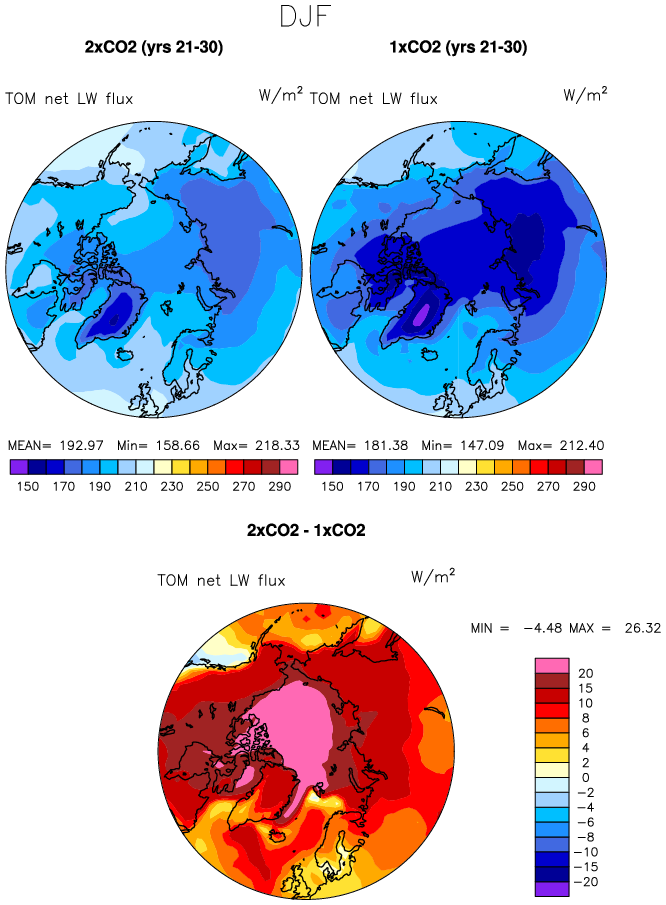 DJF
2xCO2 (yrs 21-30) 1xCO2 (yrs 21-30)
TOM net LW flux W/m² TOM net LW flux W/m²
MEAN= 192.97 Min= 158.66 Max= 218.33 MEAN= 181.38 Min= 147.09 Max= 212.40
150 170 190 210 230 250 270 290 150 170 190 210 230 250 270 290
2xCO2 - 1xCO2
TOM net LW flux W/m²
MIN = -4.48 MAX = 26.32
20
15
10
8
6
4
2
0
-2
-4
-6
-8
-10
-15
-20